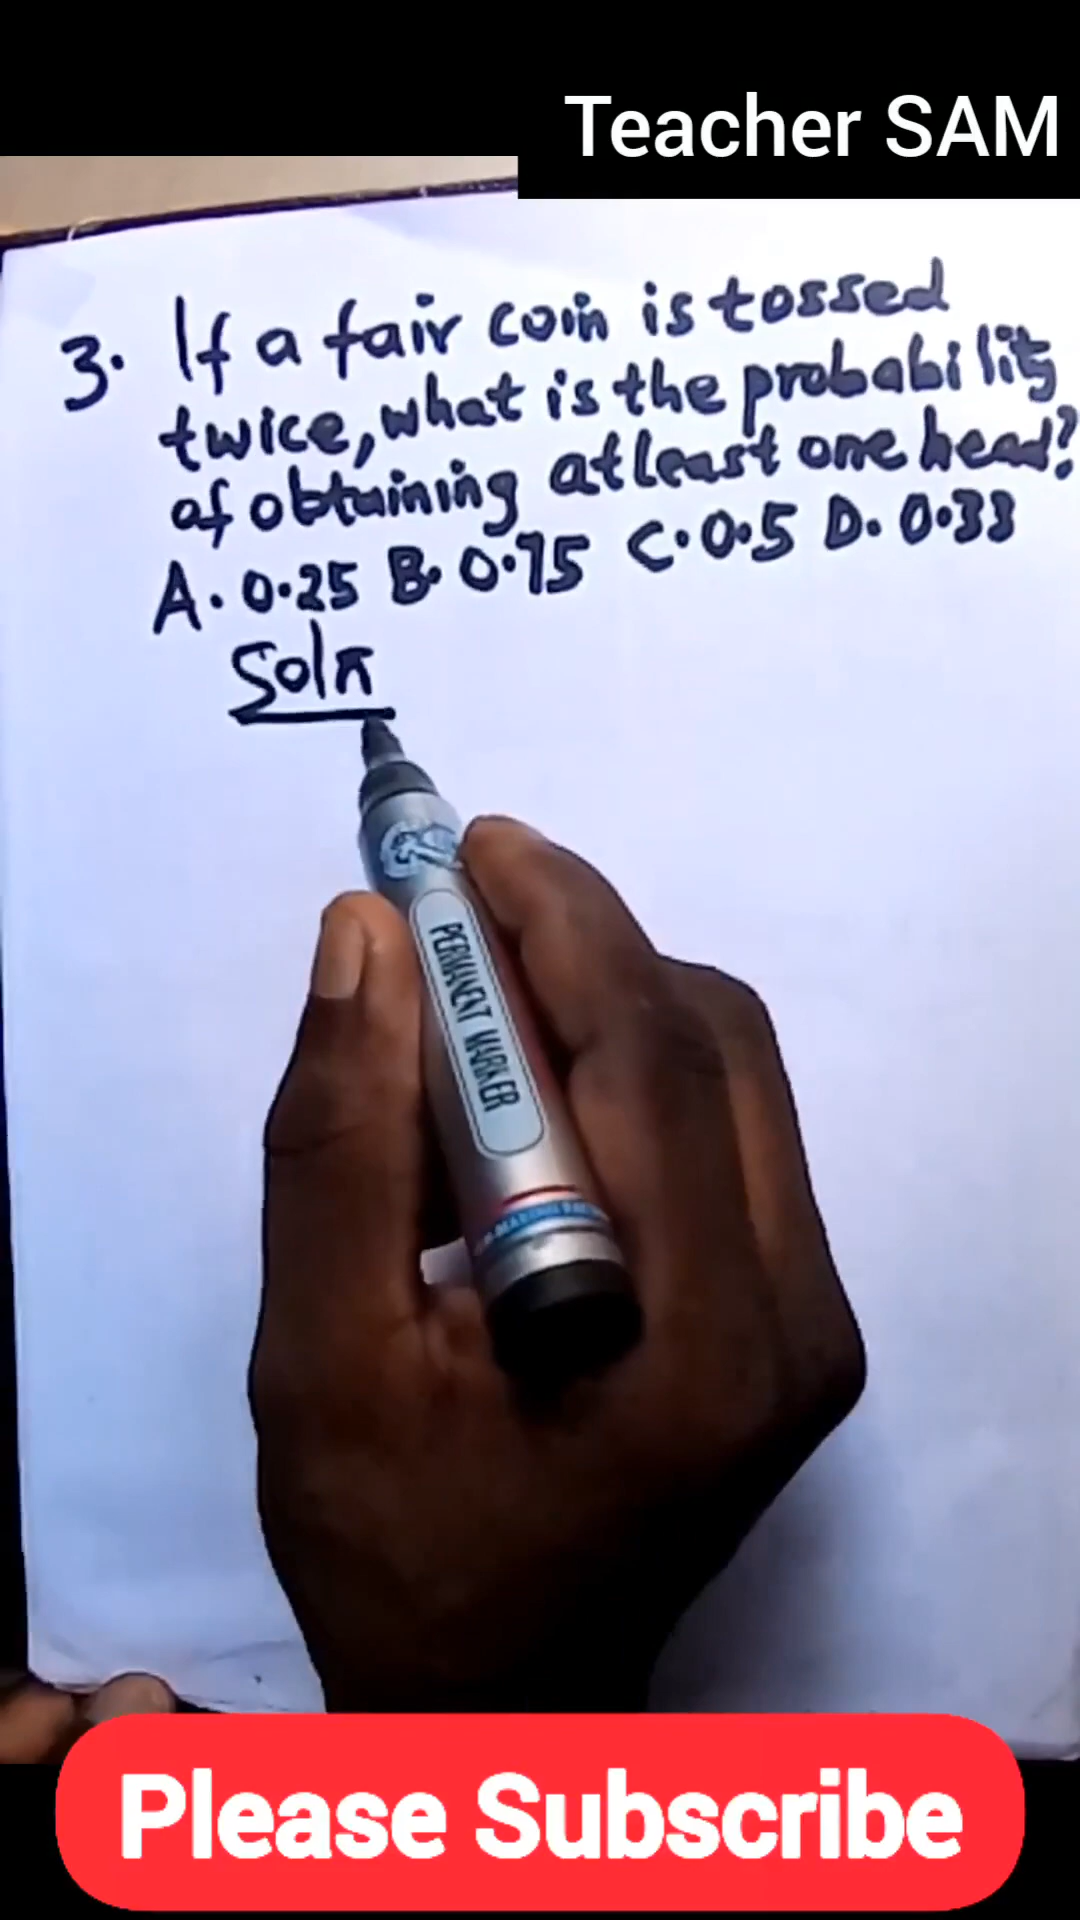 Teacher SAM
3. If a fair coin is tossed
twice, what is the probability
of obtaining atleast one head?
A. 0.25 B. 0.75 C. 0.5 D. 0.33
Soln
PERMANENT MARKER
Please Subscribe